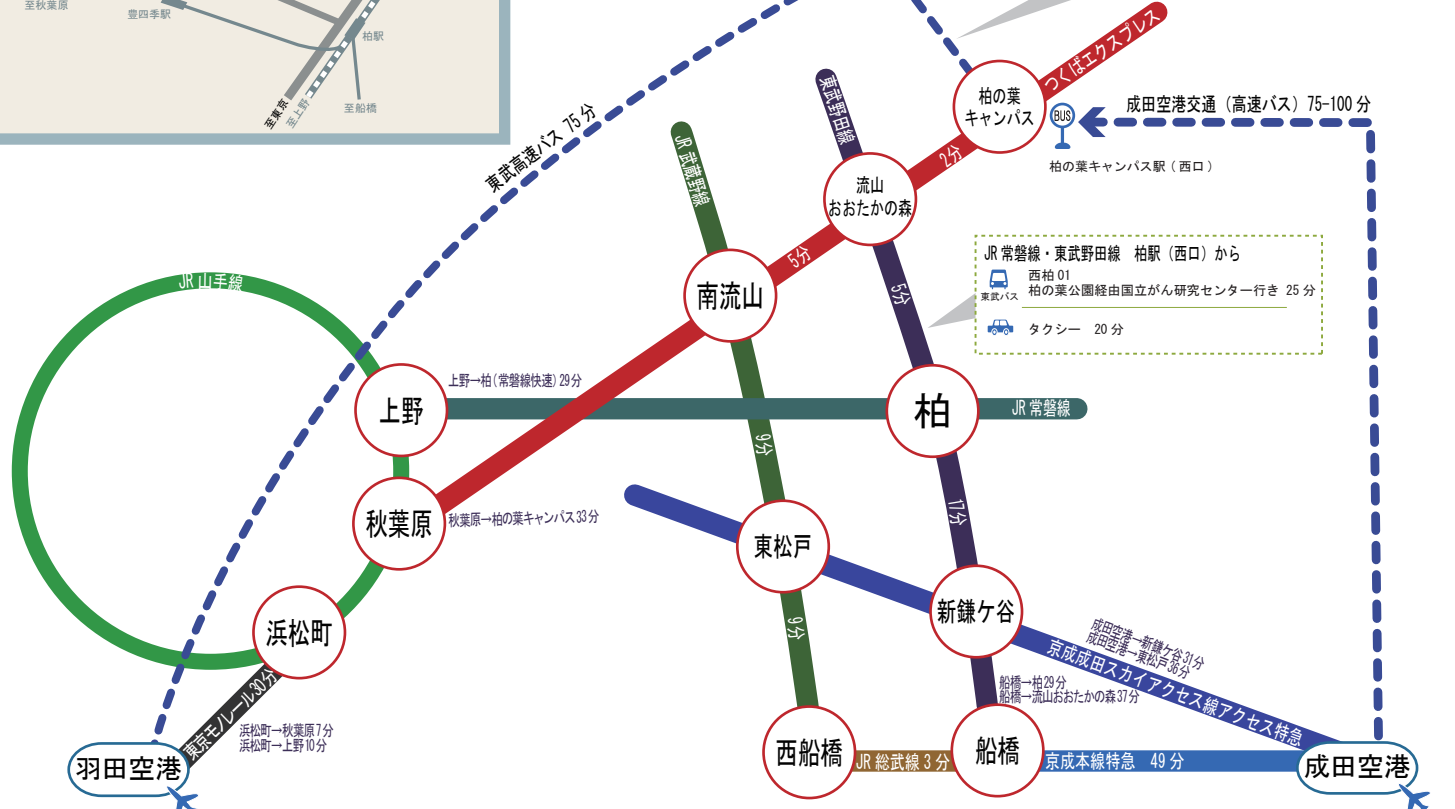 至秋葉原
豊四季駅
柏駅
至東京
至上野
至船橋
東武高速バス 75 分
つくばエクスプレス
柏の葉
キャンパス
BUS
成田空港交通（高速バス）75-100 分
柏の葉キャンパス駅（西口）
東武野田線
2分
流山
おおたかの森
JR 武蔵野線
5分
南流山
5分
JR 常磐線・東武野田線　柏駅（西口）から
東武バス
西柏 01
柏の葉公園経由国立がん研究センター行き 25 分
タクシー　20 分
JR 山手線
上野
上野→柏（常磐線快速）29分
柏
JR 常磐線
9分
秋葉原
秋葉原→柏の葉キャンパス33分
17分
東松戸
浜松町
新鎌ケ谷
9分
成田空港→新鎌ケ谷31分
成田空港→東松戸36分
京成成田スカイアクセス線アクセス特急
東京モノレール30分
浜松町→秋葉原7分
浜松町→上野10分
船橋→柏29分
船橋→流山おおたかの森37分
羽田空港
西船橋
JR 総武線 3 分
船橋
京成本線特急　49 分
成田空港